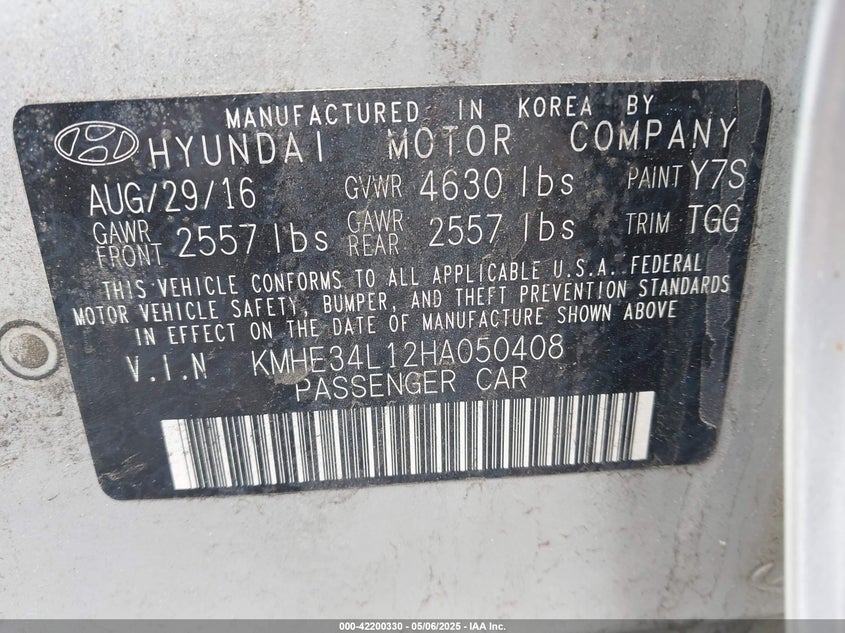 MANUFACTURED IN KOREA BY
HYUNDAI MOTOR COMPANY
AUG/29/16 GVWR 4630 lbs PAINT Y7S
GAWR FRONT 2557 lbs GAWR REAR 2557 lbs TRIM TGG
THIS VEHICLE CONFORMS TO ALL APPLICABLE U.S.A. FEDERAL
MOTOR VEHICLE SAFETY, BUMPER, AND THEFT PREVENTION STANDARDS
IN EFFECT ON THE DATE OF MANUFACTURE SHOWN ABOVE
V.I.N KMHE34L12HA050408
PASSENGER CAR
000-42200330 - 05/06/2025 - IAA Inc.